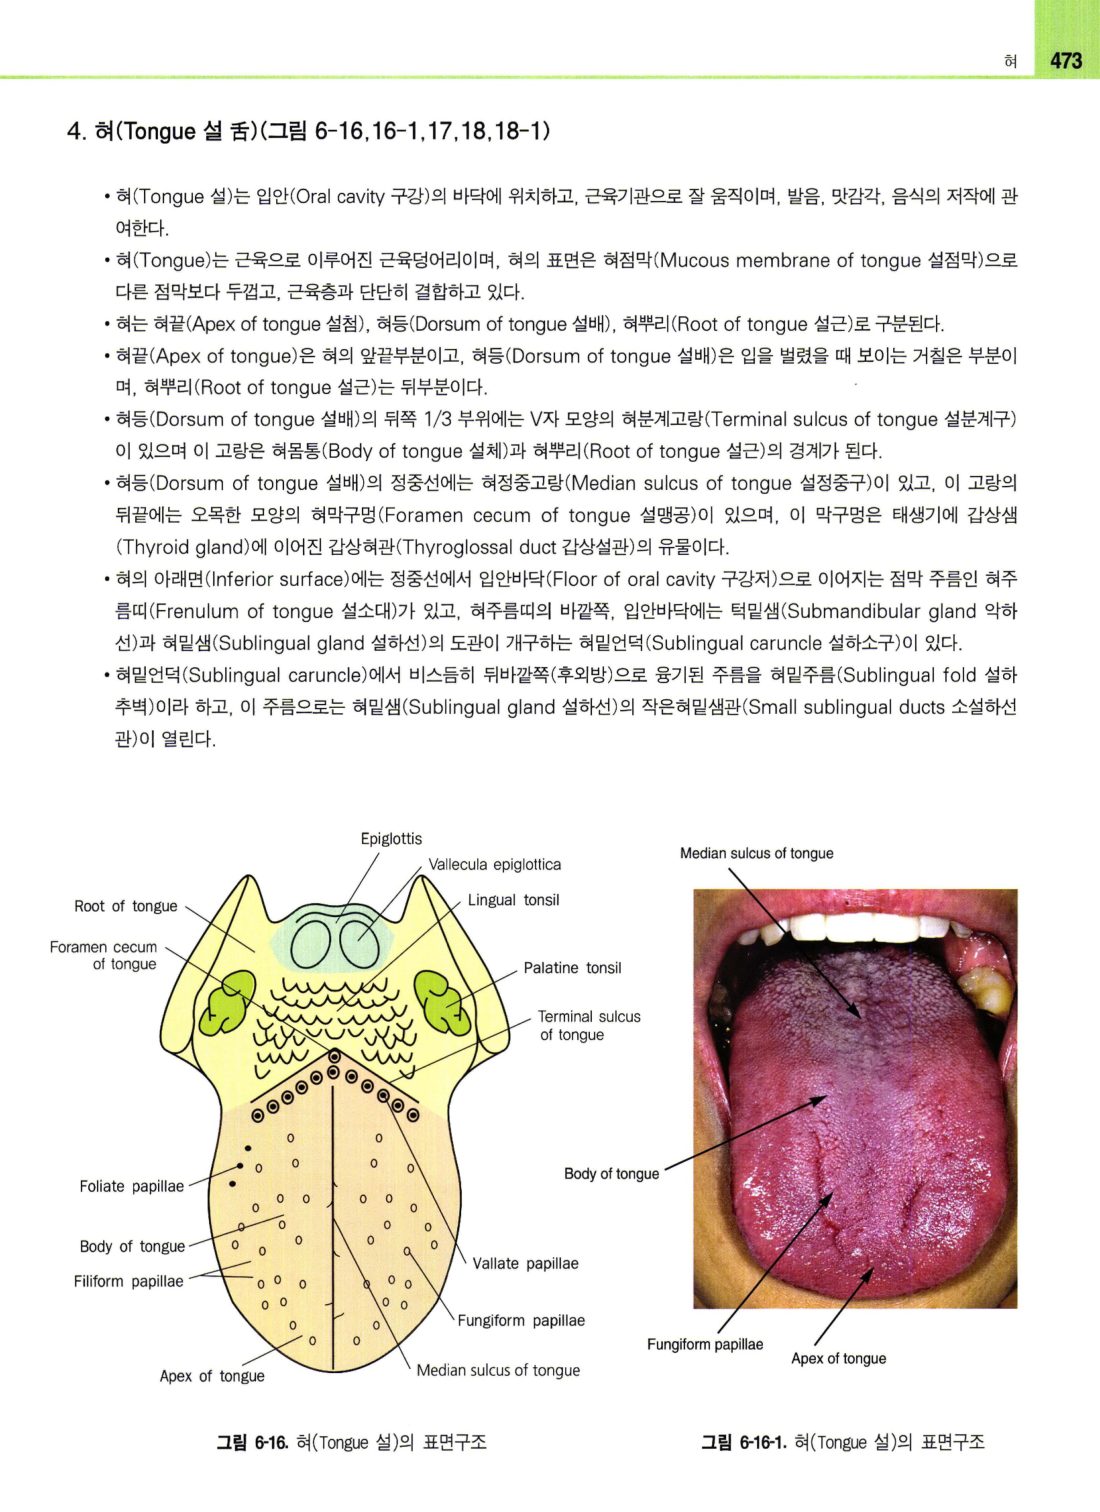 혀 473
4. 혀(Tongue 설 舌)(그림 6-16,16-1,17,18,18-1)
• 혀(Tongue 설)는 입안(Oral cavity 구강)의 바닥에 위치하고, 근육기관으로 잘 움직이며, 발음, 맛감각, 음식의 저작에 관
여한다.
• 혀(Tongue)는 근육으로 이루어진 근육덩어리이며, 혀의 표면은 혀점막(Mucous membrane of tongue 설점막)으로
다른 점막보다 두껍고, 근육층과 단단히 결합하고 있다.
• 혀는 혀끝(Apex of tongue 설첨), 혀등(Dorsum of tongue 설배), 혀뿌리(Root of tongue 설근)로 구분된다.
• 혀끝(Apex of tongue)은 혀의 앞끝부분이고, 혀등(Dorsum of tongue 설배)은 입을 벌렸을 때 보이는 거칠은 부분이
며, 혀뿌리(Root of tongue 설근)는 뒤부분이다.
• 혀등(Dorsum of tongue 설배)의 뒤쪽 1/3 부위에는 V자 모양의 혀분계고랑(Terminal sulcus of tongue 설분계구)
이 있으며 이 고랑은 혀몸통(Body of tongue 설체)과 혀뿌리(Root of tongue 설근)의 경계가 된다.
• 혀등(Dorsum of tongue 설배)의 정중선에는 혀정중고랑(Median sulcus of tongue 설정중구)이 있고, 이 고랑의
뒤끝에는 오목한 모양의 혀막구멍(Foramen cecum of tongue 설맹공)이 있으며, 이 막구멍은 태생기에 갑상샘
(Thyroid gland)에 이어진 갑상혀관(Thyroglossal duct 갑상설관)의 유물이다.
• 혀의 아래면(Inferior surface)에는 정중선에서 입안바닥(Floor of oral cavity 구강저)으로 이어지는 점막 주름인 혀주
름띠(Frenulum of tongue 설소대)가 있고, 혀주름띠의 바깥쪽, 입안바닥에는 턱밑샘(Submandibular gland 악하
선)과 혀밑샘(Sublingual gland 설하선)의 도관이 개구하는 혀밑언덕(Sublingual caruncle 설하소구)이 있다.
• 혀밑언덕(Sublingual caruncle)에서 비스듬히 뒤바깥쪽(후외방)으로 융기된 주름을 혀밑주름(Sublingual fold 설하
추벽)이라 하고, 이 주름으로는 혀밑샘(Sublingual gland 설하선)의 작은혀밑샘관(Small sublingual ducts 소설하선
관)이 열린다.
Epiglottis
Vallecula epiglottica
Lingual tonsil
Root of tongue
Foramen cecum
of tongue
Palatine tonsil
Terminal sulcus
of tongue
Foliate papillae
Body of tongue
Filiform papillae
Vallate papillae
Fungiform papillae
Apex of tongue
Median sulcus of tongue
그림 6-16. 혀(Tongue 설)의 표면구조
Median sulcus of tongue
Body of tongue
Fungiform papillae
Apex of tongue
그림 6-16-1. 혀(Tongue 설)의 표면구조